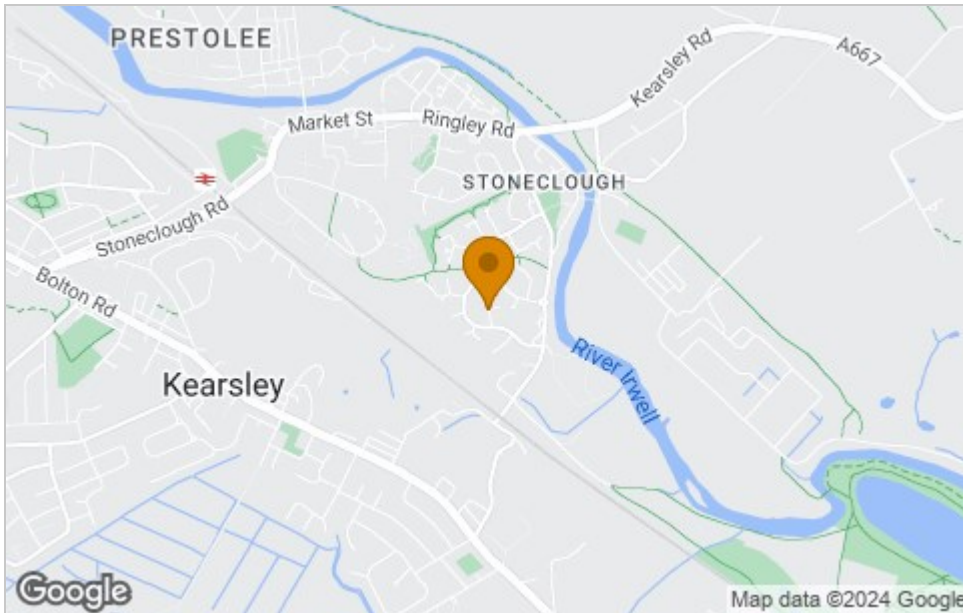 PRESTOLEE
A667
Kearsley Rd
Market St
Ringley Rd
STONECLOUGH
Stoneclough Rd
Bolton Rd
River Irwell
Kearsley
Google
Map data ©2024 Google